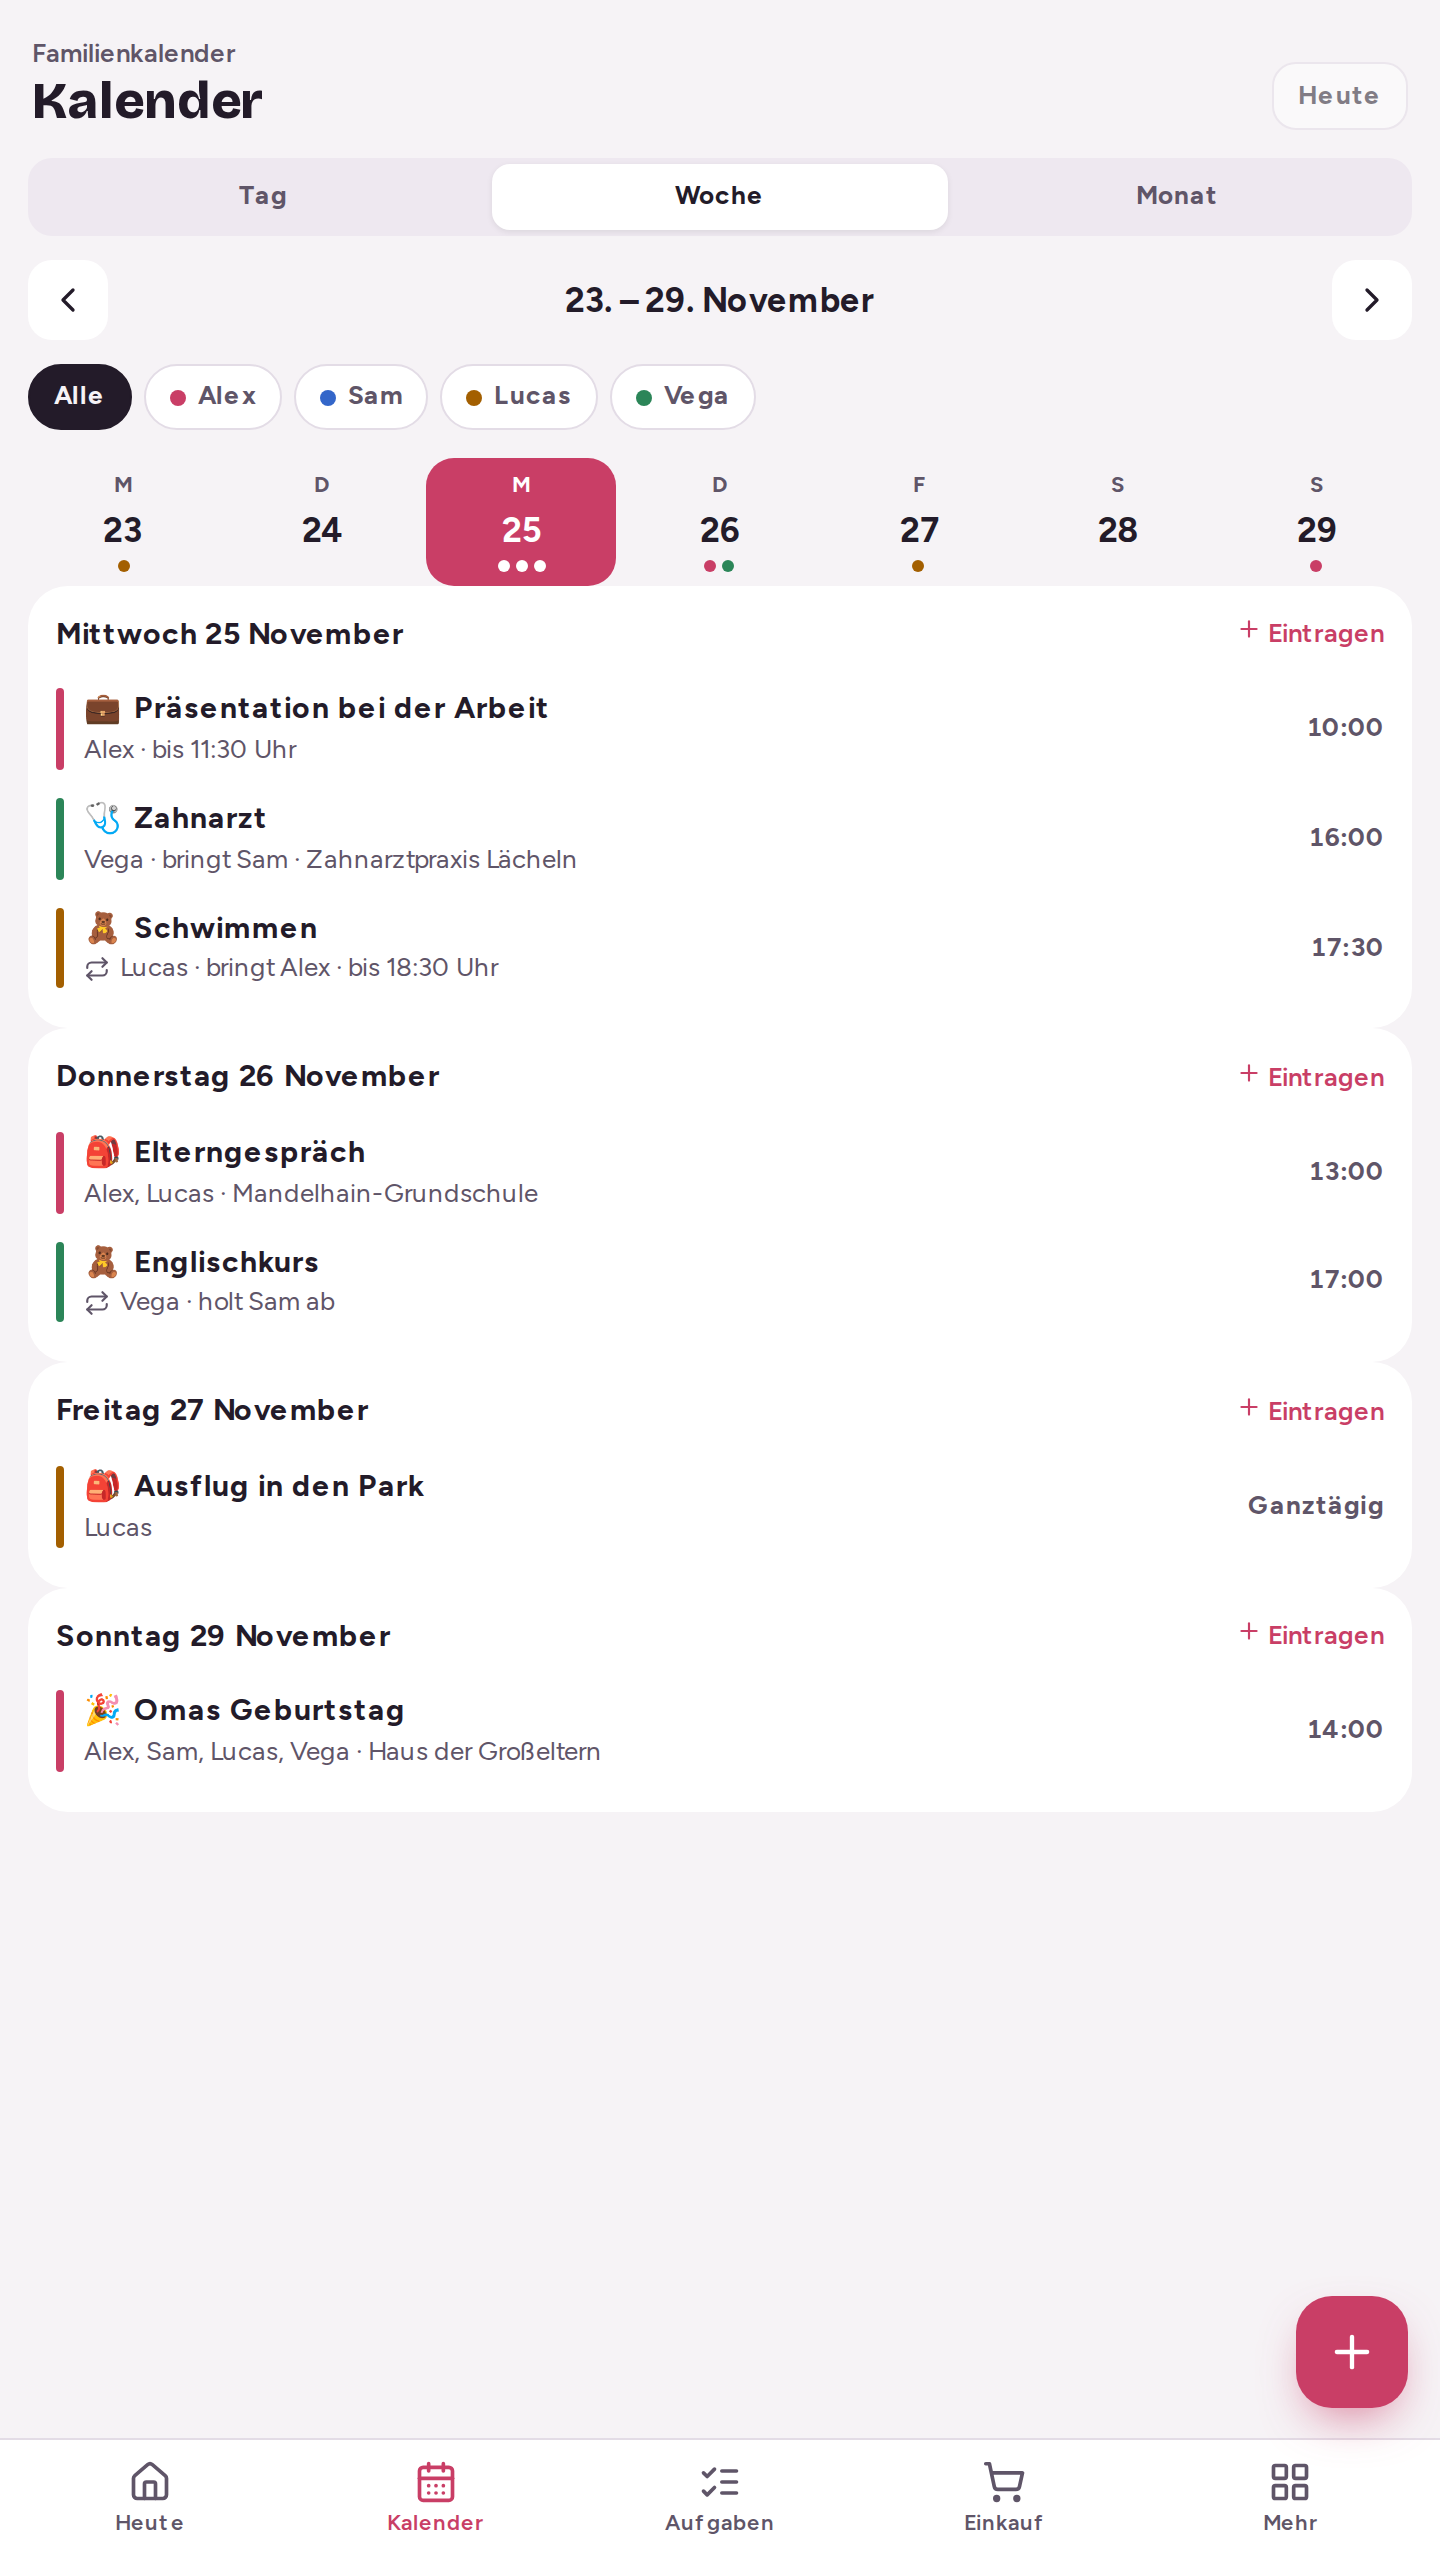 Familienkalender
Kalender
Heute
Tag Woche Monat
23. – 29. November
Alle Alex Sam Lucas Vega
M D M D F S S
23 24 25 26 27 28 29
Mittwoch 25 November + Eintragen
Präsentation bei der Arbeit
10:00
Alex · bis 11:30 Uhr
Zahnarzt
16:00
Vega · bringt Sam · Zahnarztpraxis Lächeln
Schwimmen
17:30
Lucas · bringt Alex · bis 18:30 Uhr
Donnerstag 26 November + Eintragen
Elterngespräch
13:00
Alex, Lucas · Mandelhain-Grundschule
Englischkurs
17:00
Vega · holt Sam ab
Freitag 27 November + Eintragen
Ausflug in den Park
Ganztägig
Lucas
Sonntag 29 November + Eintragen
Omas Geburtstag
14:00
Alex, Sam, Lucas, Vega · Haus der Großeltern
Heute Kalender Aufgaben Einkauf Mehr